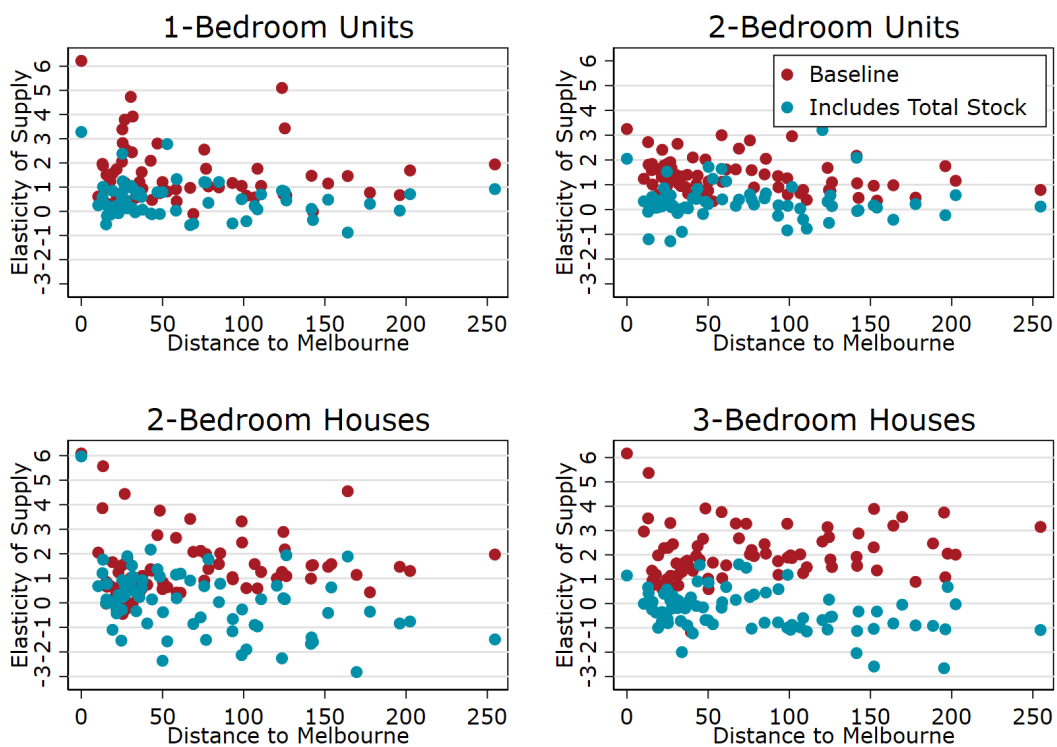 1-Bedroom Units
Elasticity of Supply
-3 -2 -1 0 1 2 3 4 5 6
0 50 100 150 200 250
Distance to Melbourne
2-Bedroom Units
Baseline
Includes Total Stock
Elasticity of Supply
-3 -2 -1 0 1 2 3 4 5 6
0 50 100 150 200 250
Distance to Melbourne
2-Bedroom Houses
Elasticity of Supply
-3 -2 -1 0 1 2 3 4 5 6
0 50 100 150 200 250
Distance to Melbourne
3-Bedroom Houses
Elasticity of Supply
-3 -2 -1 0 1 2 3 4 5 6
0 50 100 150 200 250
Distance to Melbourne